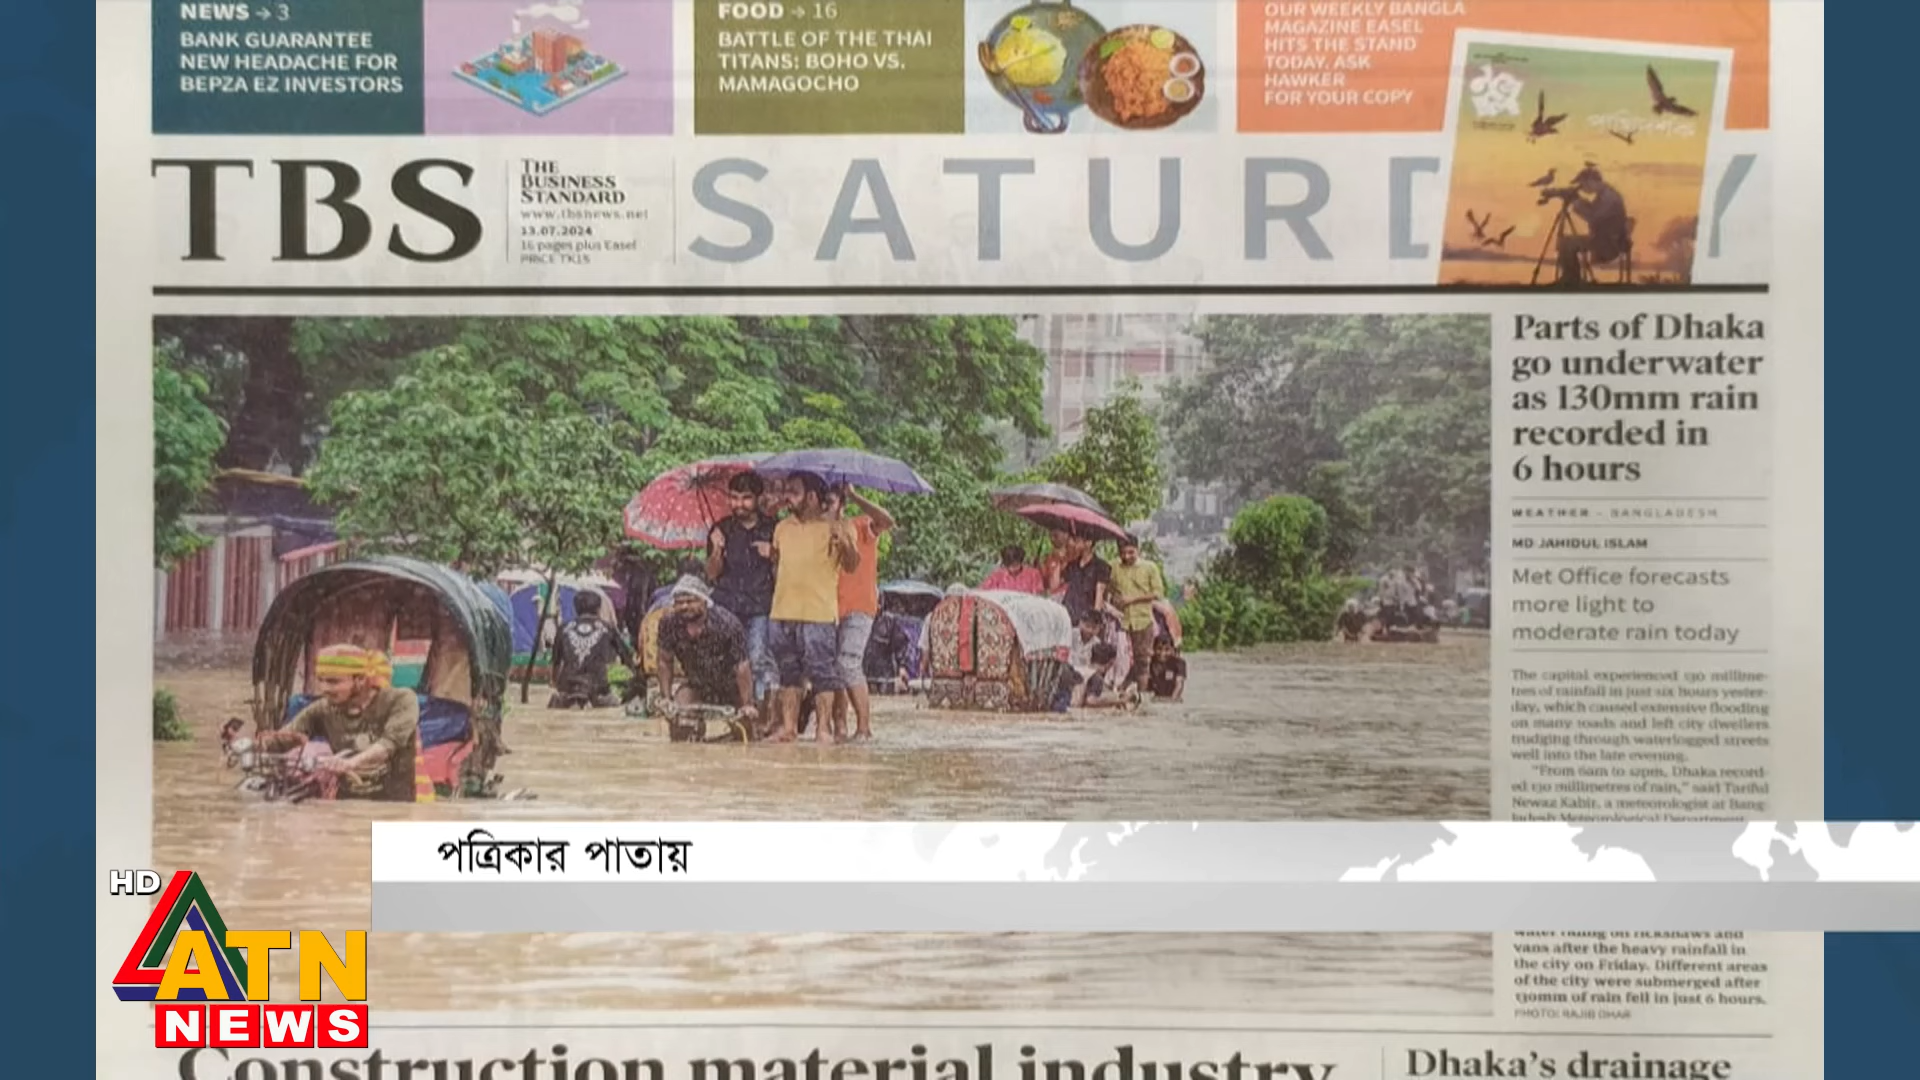 NEWS → 3
BANK GUARANTEE
NEW HEADACHE FOR
BEPZA EZ INVESTORS
FOOD → 16
BATTLE OF THE THAI
TITANS: BOHO VS.
MAMAGOCHO
OUR WEEKLY BANGLA
MAGAZINE EASEL
HITS THE STAND
TODAY. ASK
HAWKER
FOR YOUR COPY
TBS
THE
BUSINESS
STANDARD
www.tbsnews.net
13.07.2024
16 pages plus Easel
PRICE TK15
SATURD Y
Parts of Dhaka
go underwater
as 130mm rain
recorded in
6 hours
WEATHER - BANGLADESH
MD JAHIDUL ISLAM
Met Office forecasts
more light to
moderate rain today
The capital experienced 130 millime-
tres of rainfall in just six hours yester-
day, which caused extensive flooding
on many roads and left city dwellers
trudging through waterlogged streets
well into the late evening.
"From 6am to 12pm, Dhaka record-
ed 130 millimetres of rain," said Tariful
Newaz Kabir, a meteorologist at Bang-
ladesh Meteorological Department
পত্রিকার পাতায়
water riding on rickshaws and
vans after the heavy rainfall in
the city on Friday. Different areas
of the city were submerged after
130mm of rain fell in just 6 hours.
PHOTO: RAJIB DHAR
HD
ATN
NEWS
Construction material industry
Dhaka's drainage